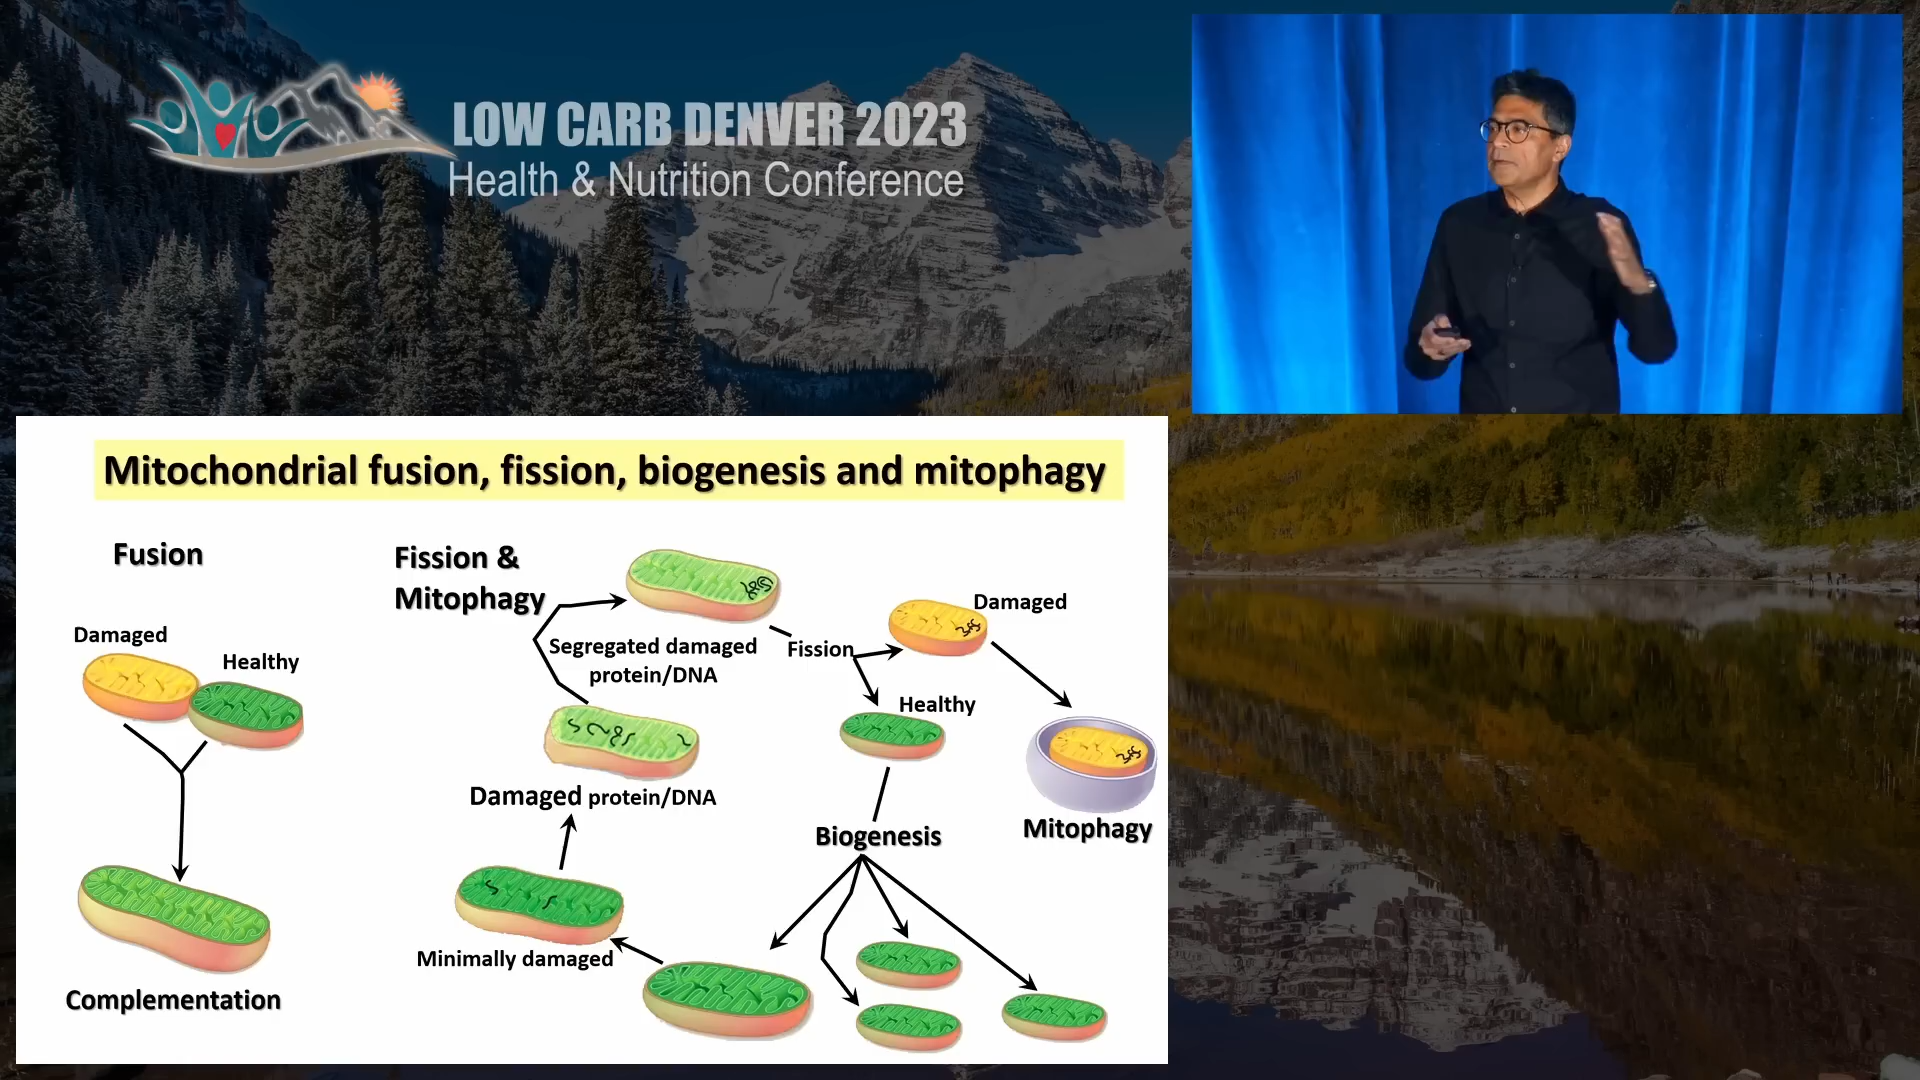 LOW CARB DENVER 2023
Health & Nutrition Conference
Mitochondrial fusion, fission, biogenesis and mitophagy
Fusion
Damaged
Healthy
Complementation
Fission &
Mitophagy
Segregated damaged
protein/DNA
Fission
Damaged
Healthy
Mitophagy
Damaged protein/DNA
Biogenesis
Minimally damaged